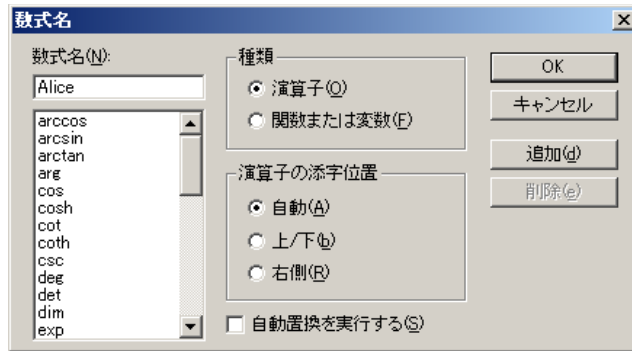 数式名
数式名(N):
Alice
arccos
arcsin
arctan
arg
cos
cosh
cot
coth
csc
deg
det
dim
exp
種類
演算子(O)
関数または変数(F)
演算子の添字位置
自動(A)
上/下(b)
右側(R)
自動置換を実行する(S)
OK
キャンセル
追加(d)
削除(e)